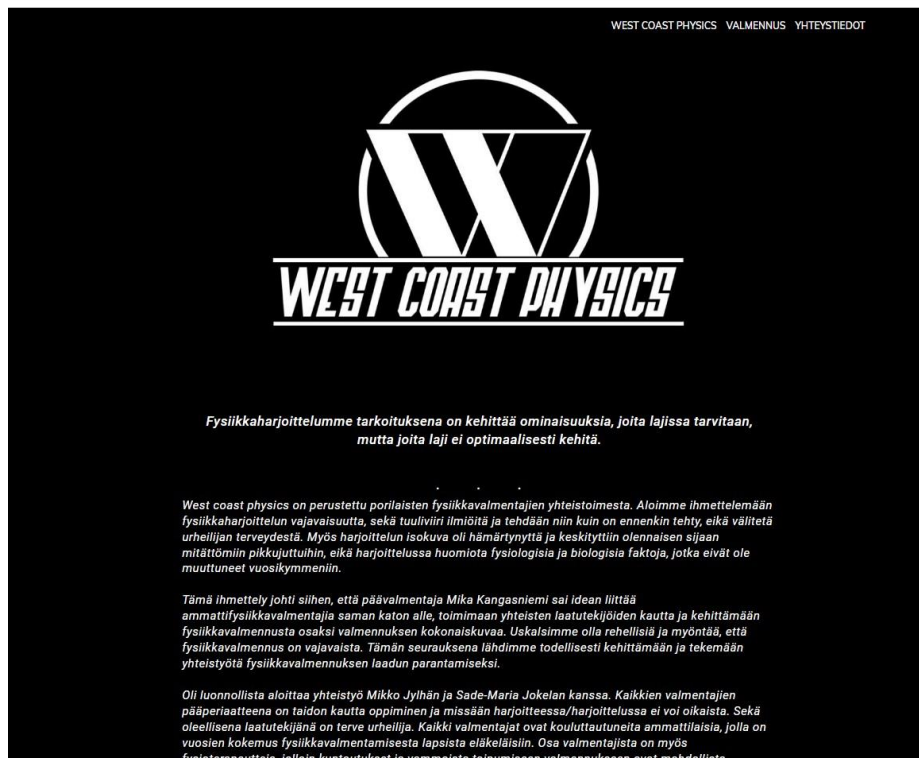 WEST COAST PHYSICS VALMENNUS YHTEYSTIEDOT
W
WEST COAST PHYSICS
Fysiikkaharjoittelumme tarkoituksena on kehittää ominaisuuksia, joita lajissa tarvitaan,
mutta joita laji ei optimaalisesti kehitä.
. . .
West coast physics on perustettu porilaisten fysiikkavalmentajien yhteistoimesta. Aloimme ihmettelemään
fysiikkaharjoittelun vajavaisuutta, sekä tuuliviiri ilmiöitä ja tehdään niin kuin on ennenkin tehty, eikä välitetä
urheilijan terveydestä. Myös harjoittelun isokuva oli hämärtynyttä ja keskityttiin olennaisen sijaan
mitättömiin pikkujuttuihin, eikä harjoittelussa huomiota fysiologisia ja biologisia faktoja, jotka eivät ole
muuttuneet vuosikymmeniin.
Tämä ihmettely johti siihen, että päävalmentaja Mika Kangasniemi sai idean liittää
ammattifysiikkavalmentajia saman katon alle, toimimaan yhteisten laatutekijöiden kautta ja kehittämään
fysiikkavalmennusta osaksi valmennuksen kokonaiskuvaa. Uskalsimme olla rehellisiä ja myöntää, että
fysiikkavalmennus on vajavaista. Tämän seurauksena lähdimme todellisesti kehittämään ja tekemään
yhteistyötä fysiikkavalmennuksen laadun parantamiseksi.
Oli luonnollista aloittaa yhteistyö Mikko Jylhän ja Sade-Maria Jokelan kanssa. Kaikkien valmentajien
pääperiaatteena on taidon kautta oppiminen ja missään harjoitteessa/harjoittelussa ei voi oikaista. Sekä
oleellisena laatutekijänä on terve urheilija. Kaikki valmentajat ovat kouluttautuneita ammattilaisia, jolla on
vuosien kokemus fysiikkavalmentamisesta lapsista eläkeläisiin. Osa valmentajista on myös